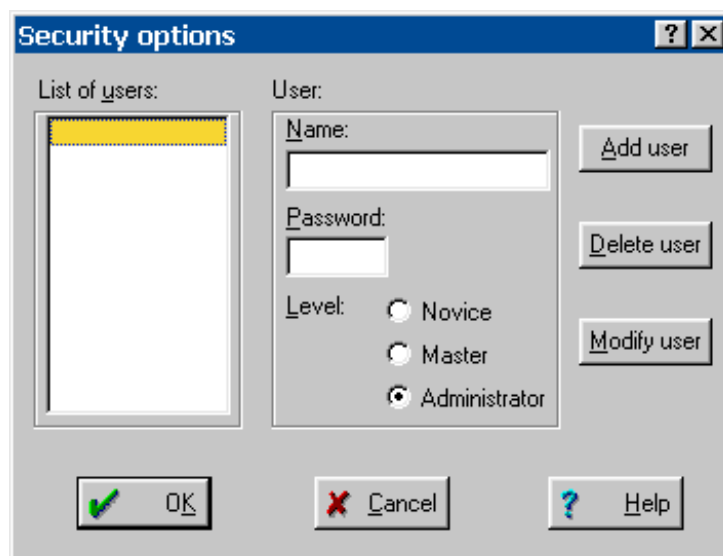 Security options
List of users:
User:
Name:
Password:
Level:
Novice
Master
Administrator
Add user
Delete user
Modify user
OK
Cancel
? Help